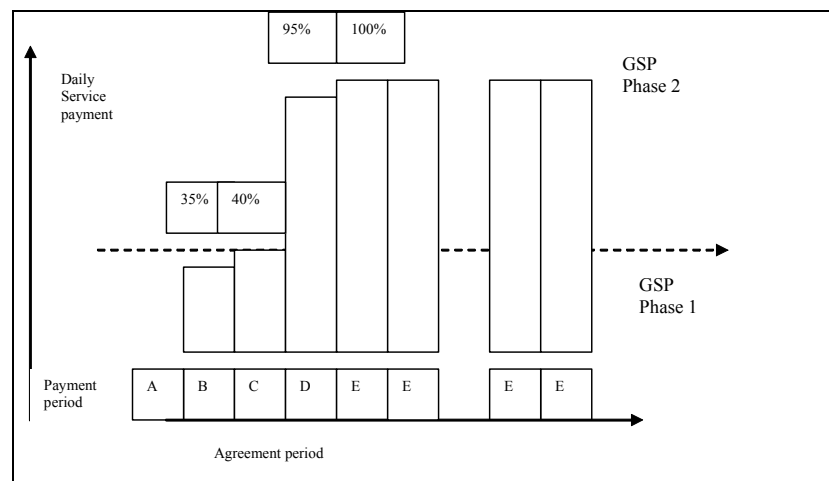 95% 100%
GSP
Phase 2
Daily
Service
payment
35% 40%
GSP
Phase 1
Payment
period
A B C D E E E E
Agreement period